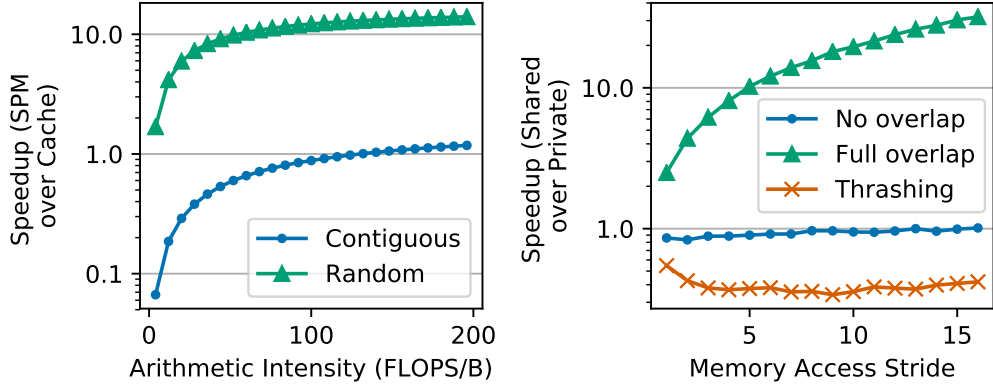 Speedup (SPM
over Cache)
10.0
1.0
0.1
Contiguous
Random
0
100
200
Arithmetic Intensity (FLOPS/B)
Speedup (Shared
over Private)
10.0
1.0
No overlap
Full overlap
Thrashing
5
10
15
Memory Access Stride